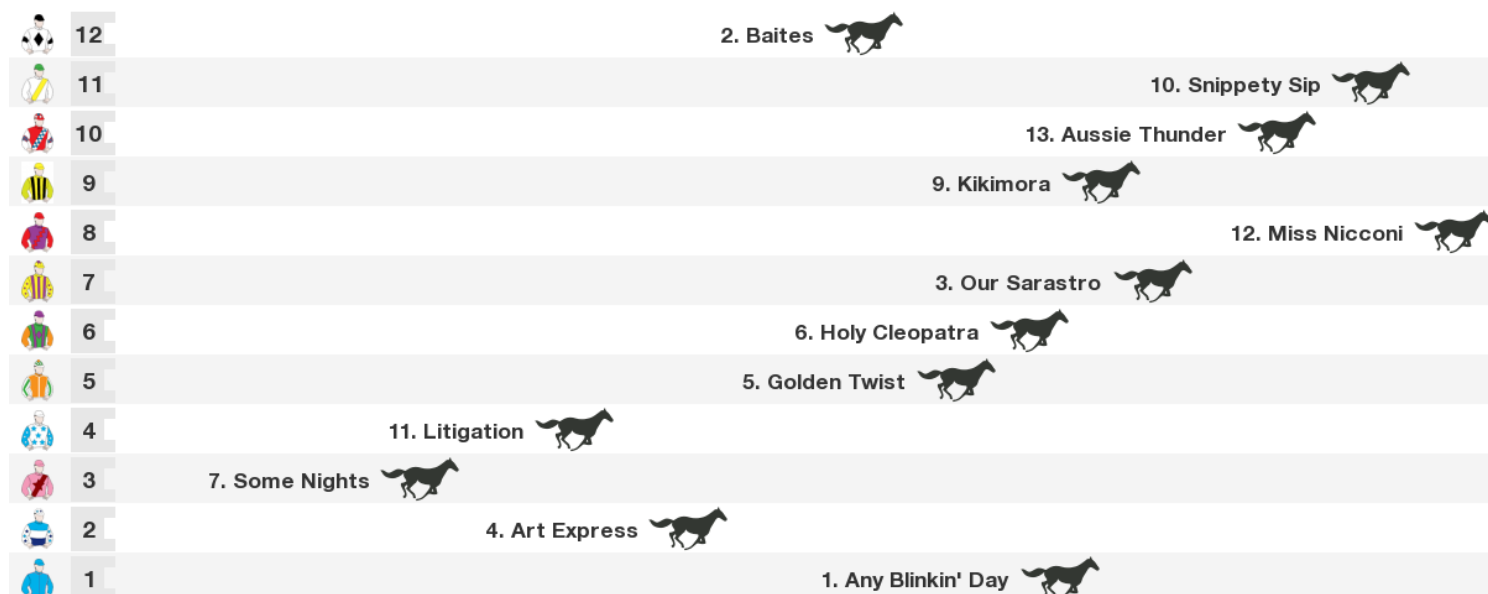 12 2. Baites
11 10. Snippety Sip
10 13. Aussie Thunder
9 9. Kikimora
8 12. Miss Nicconi
7 3. Our Sarastro
6 6. Holy Cleopatra
5 5. Golden Twist
4 11. Litigation
3 7. Some Nights
2 4. Art Express
1 1. Any Blinkin' Day